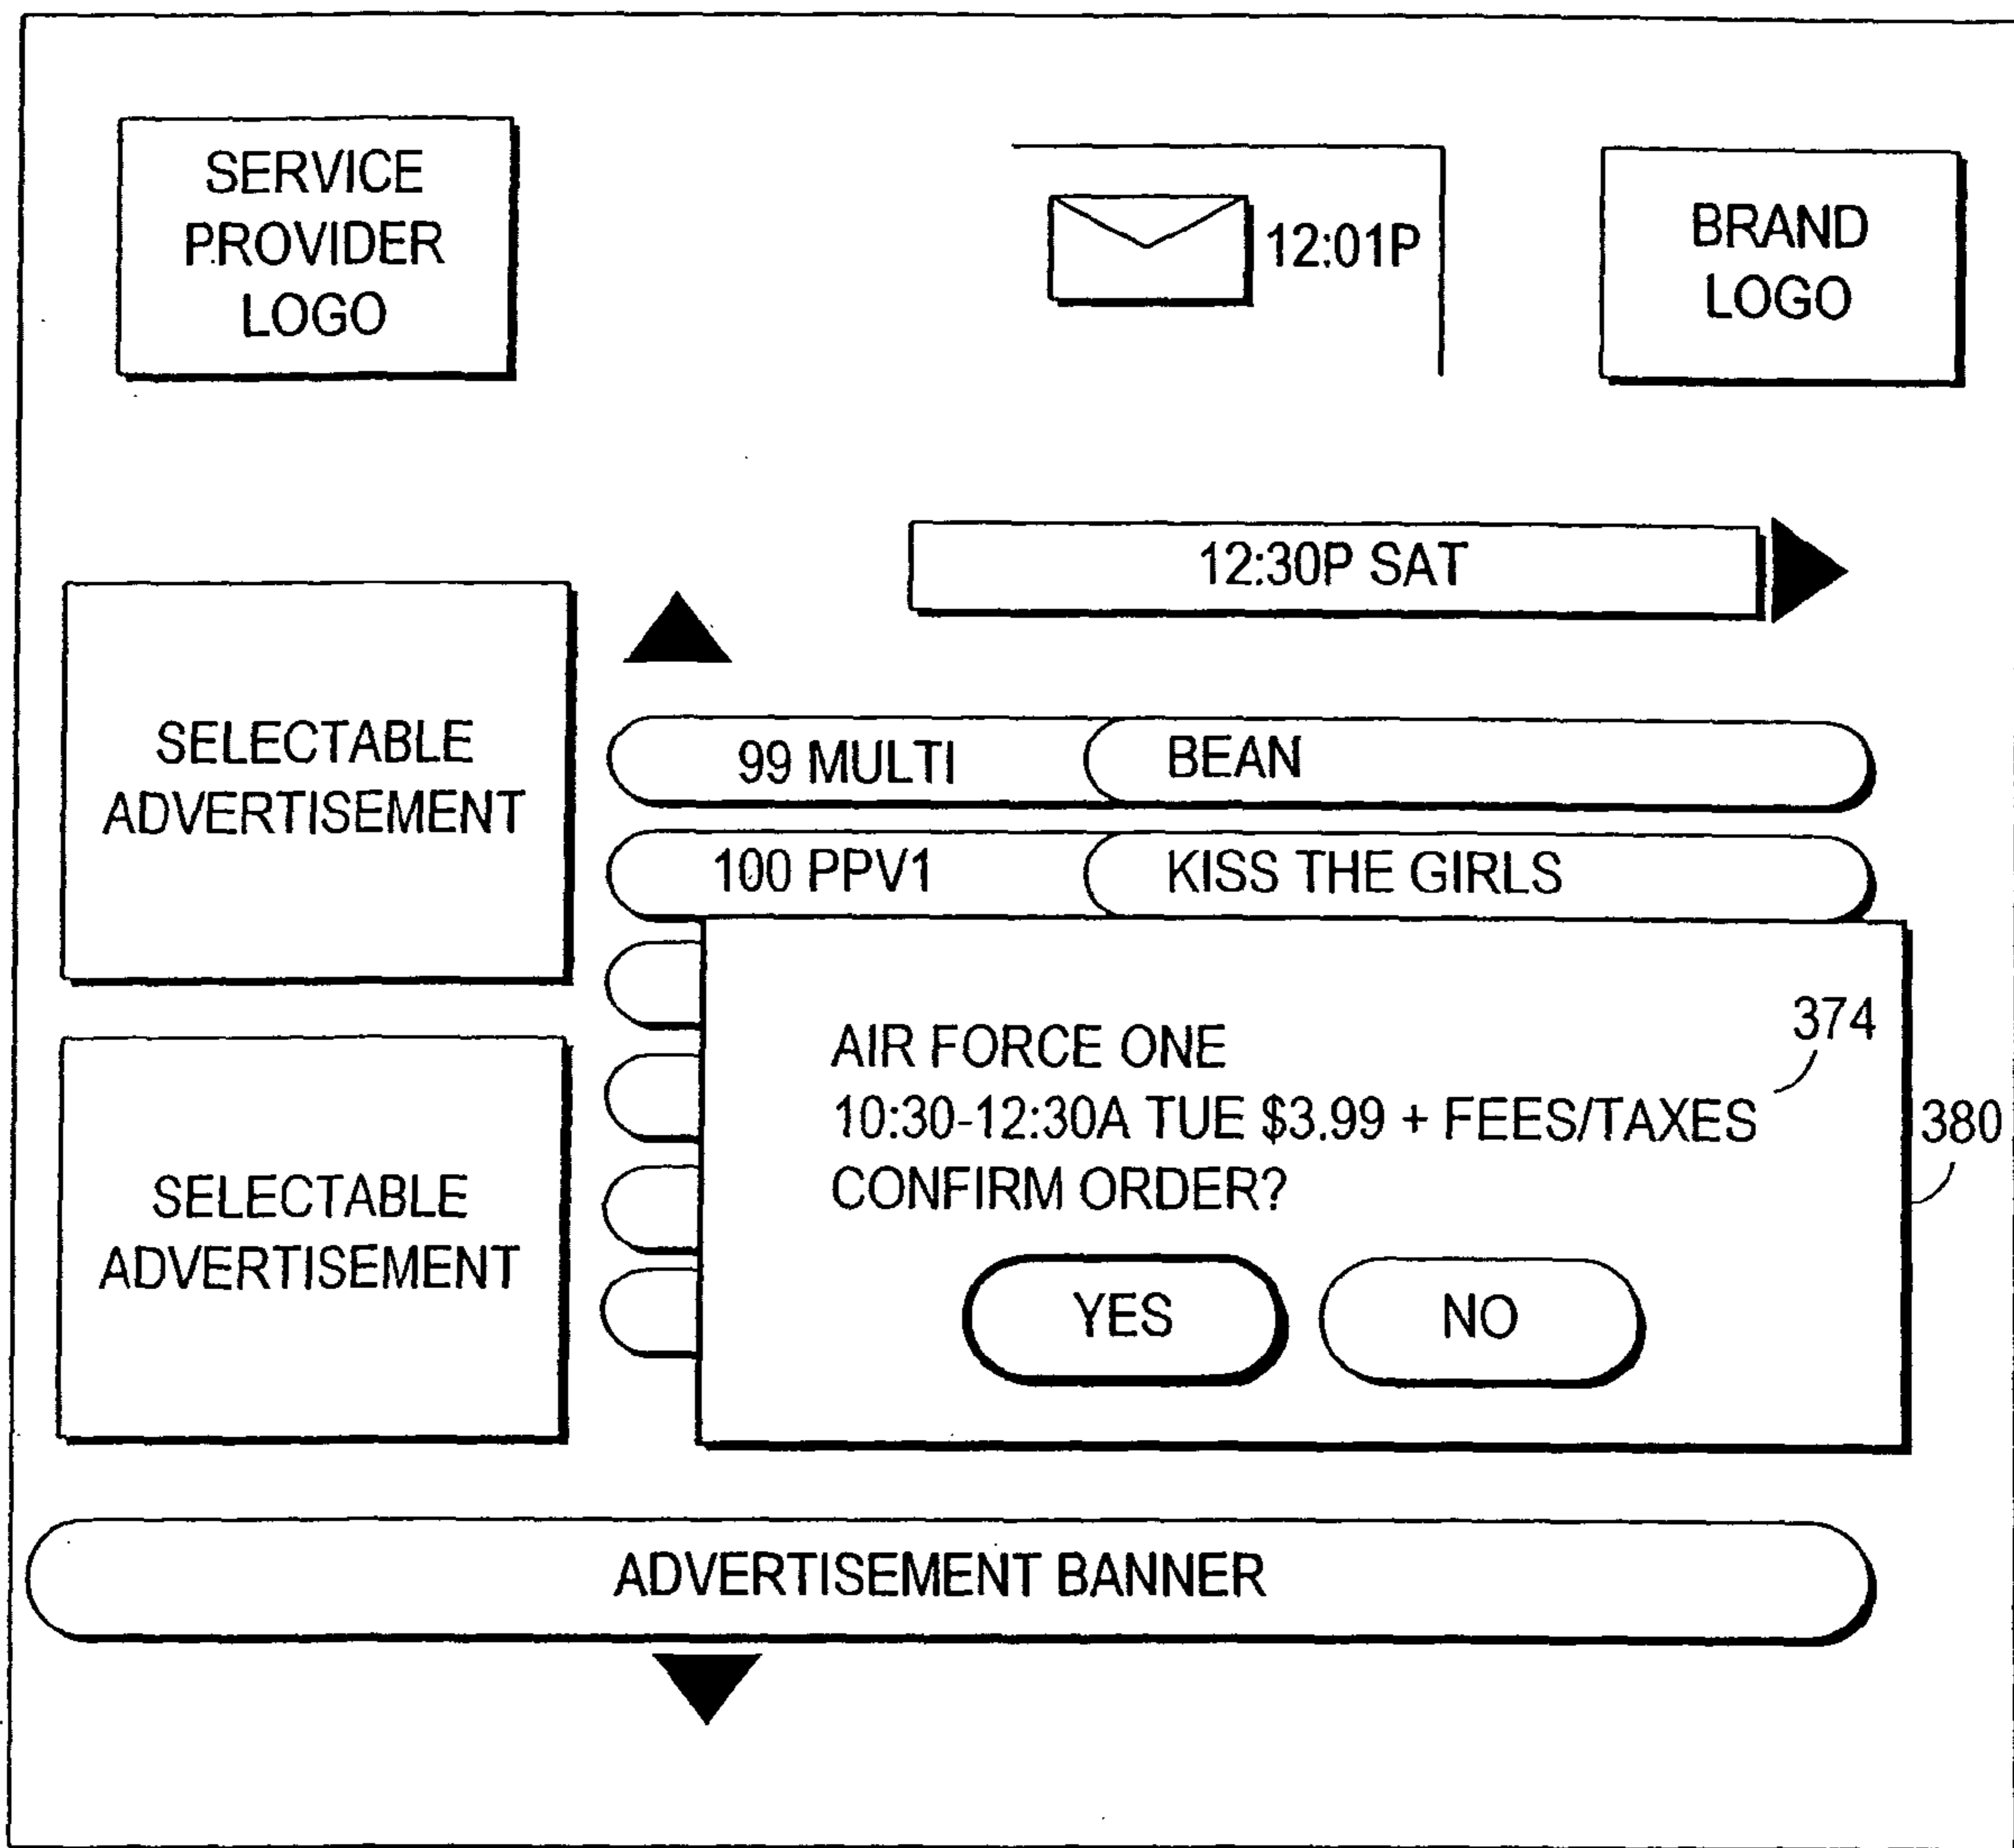 SERVICE
PROVIDER
LOGO
12:01P
BRAND
LOGO
12:30P SAT
SELECTABLE
ADVERTISEMENT
99 MULTI BEAN
100 PPV1 KISS THE GIRLS
374
AIR FORCE ONE
10:30-12:30A TUE $3.99 + FEES/TAXES
380
CONFIRM ORDER?
YES NO
SELECTABLE
ADVERTISEMENT
ADVERTISEMENT BANNER